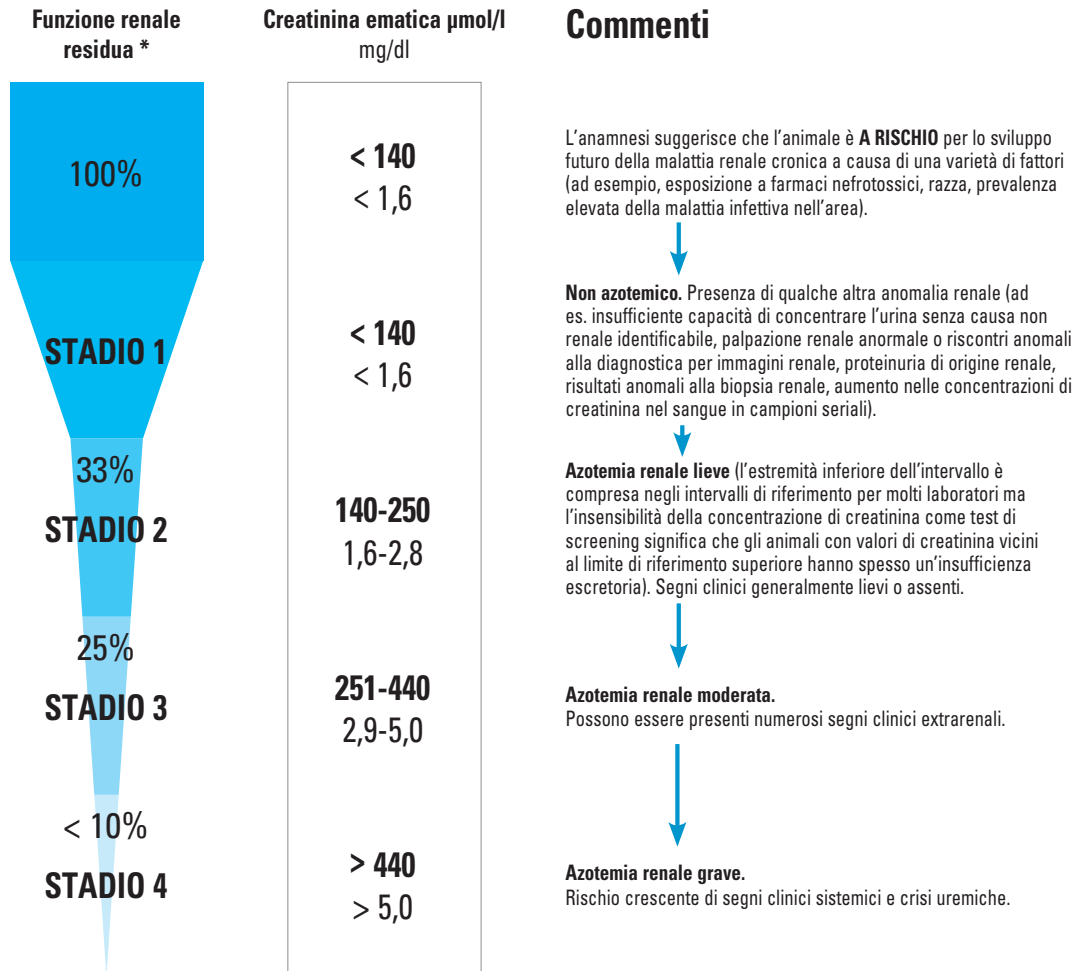 Funzione renale
residua *
Creatinina ematica µmol/l
mg/dl
Commenti
100%
< 140
< 1,6
L'anamnesi suggerisce che l'animale è A RISCHIO per lo sviluppo
futuro della malattia renale cronica a causa di una varietà di fattori
(ad esempio, esposizione a farmaci nefrotossici, razza, prevalenza
elevata della malattia infettiva nell'area).
STADIO 1
< 140
< 1,6
Non azotemico. Presenza di qualche altra anomalia renale (ad
es. insufficiente capacità di concentrare l'urina senza causa non
renale identificabile, palpazione renale anormale o riscontri anomali
alla diagnostica per immagini renale, proteinuria di origine renale,
risultati anomali alla biopsia renale, aumento nelle concentrazioni di
creatinina nel sangue in campioni seriali).
33%
STADIO 2
140-250
1,6-2,8
Azotemia renale lieve (l'estremità inferiore dell'intervallo è
compresa negli intervalli di riferimento per molti laboratori ma
l'insensibilità della concentrazione di creatinina come test di
screening significa che gli animali con valori di creatinina vicini
al limite di riferimento superiore hanno spesso un'insufficienza
escretoria). Segni clinici generalmente lievi o assenti.
25%
STADIO 3
251-440
2,9-5,0
Azotemia renale moderata.
Possono essere presenti numerosi segni clinici extrarenali.
< 10%
STADIO 4
> 440
> 5,0
Azotemia renale grave.
Rischio crescente di segni clinici sistemici e crisi uremiche.